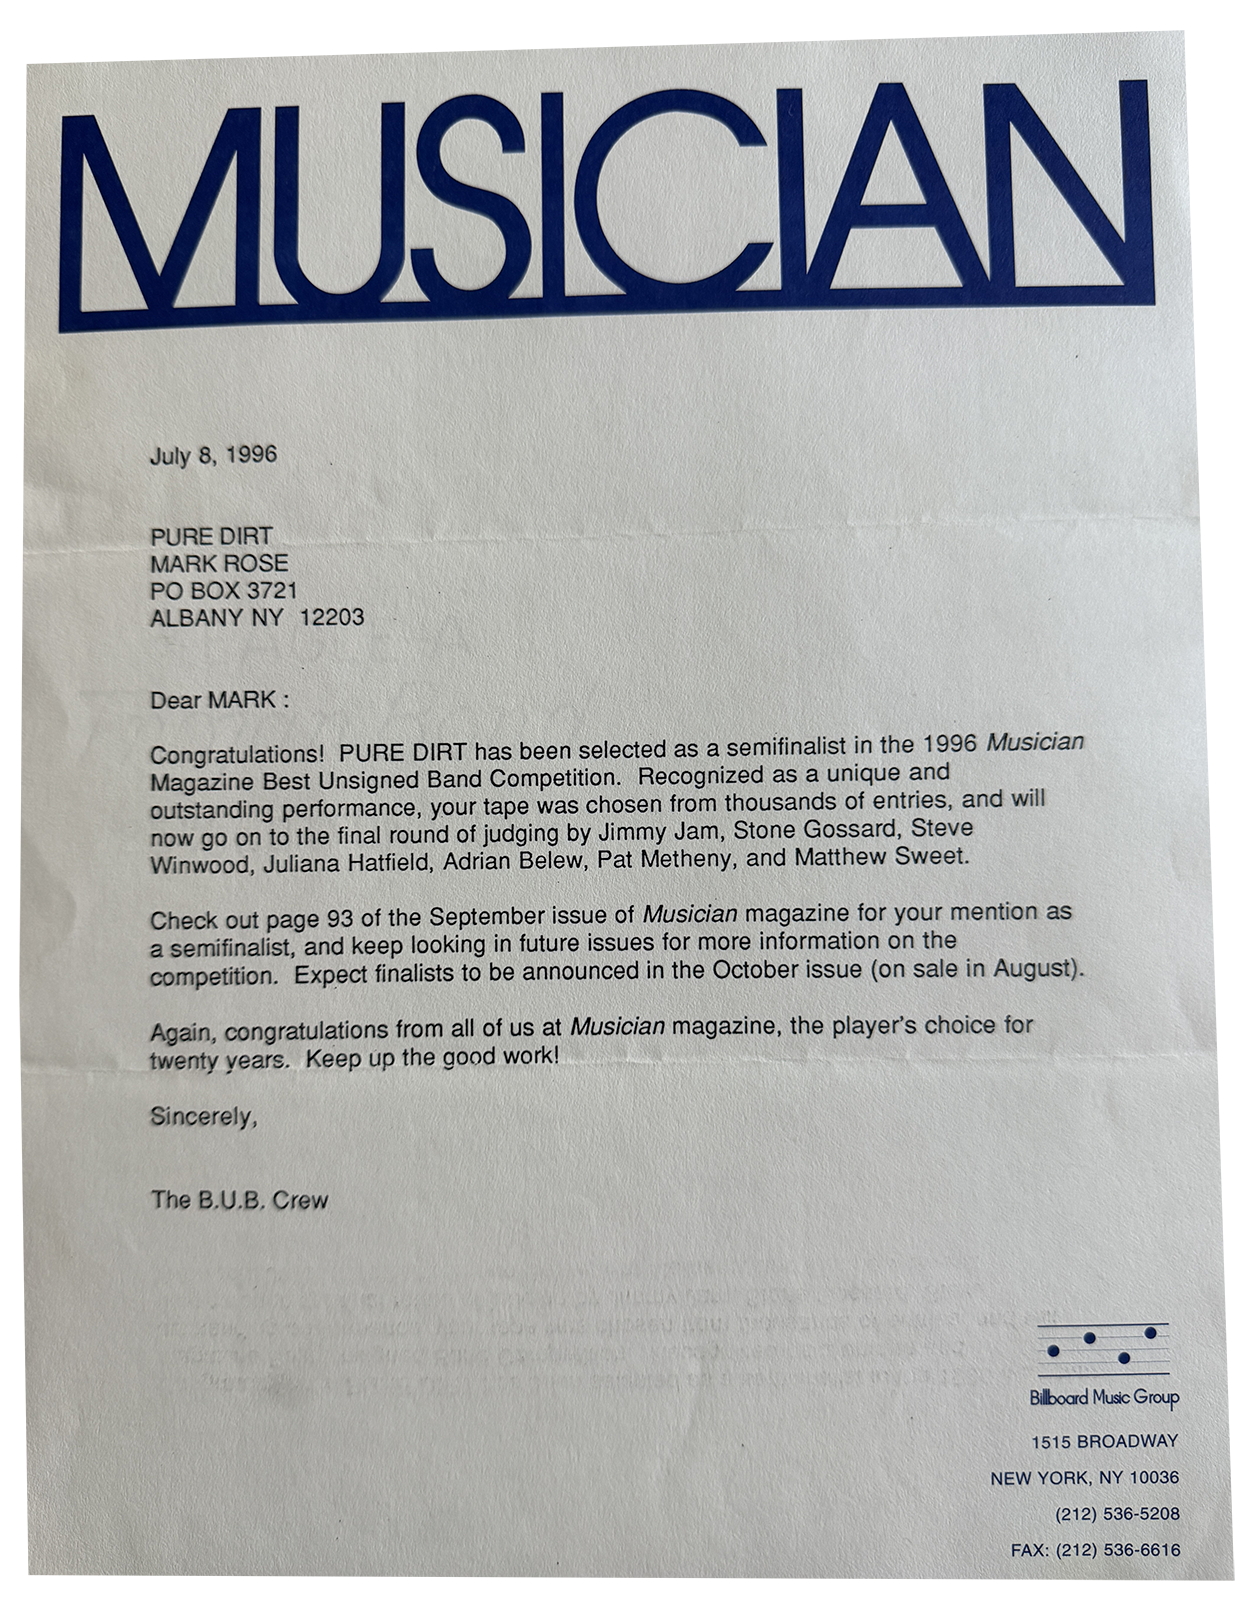 MUSICIAN
July 8, 1996
PURE DIRT
MARK ROSE
PO BOX 3721
ALBANY NY  12203
Dear MARK :
Congratulations!  PURE DIRT has been selected as a semifinalist in the 1996 Musician
Magazine Best Unsigned Band Competition.  Recognized as a unique and
outstanding performance, your tape was chosen from thousands of entries, and will
now go on to the final round of judging by Jimmy Jam, Stone Gossard, Steve
Winwood, Juliana Hatfield, Adrian Belew, Pat Metheny, and Matthew Sweet.
Check out page 93 of the September issue of Musician magazine for your mention as
a semifinalist, and keep looking in future issues for more information on the
competition.  Expect finalists to be announced in the October issue (on sale in August).
Again, congratulations from all of us at Musician magazine, the player's choice for
twenty years.  Keep up the good work!
Sincerely,
The B.U.B. Crew
Billboard Music Group
1515 BROADWAY
NEW YORK, NY 10036
(212) 536-5208
FAX: (212) 536-6616